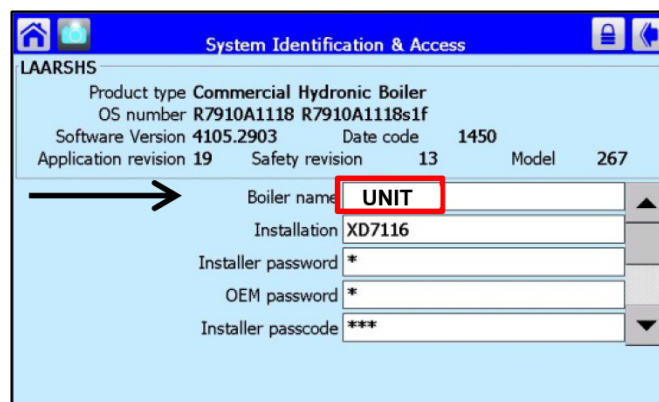 System Identification & Access
LAARSHS
Product type Commercial Hydronic Boiler
OS number R7910A1118 R7910A1118s1f
Software Version 4105.2903 Date code 1450
Application revision 19 Safety revision 13 Model 267
Boiler name UNIT
Installation XD7116
Installer password *
OEM password *
Installer passcode ***